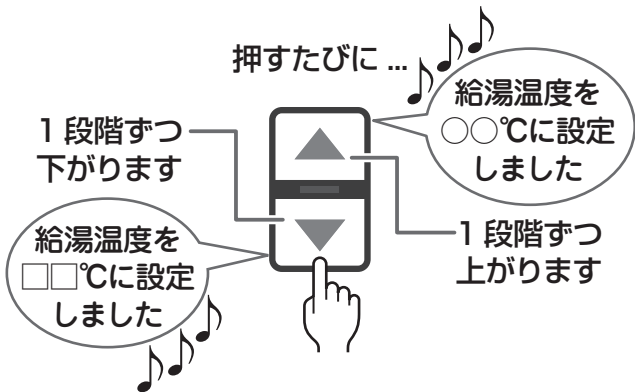 押すたびに ...
給湯温度を
○○℃に設定
しました
1 段階ずつ
下がります
給湯温度を
□□℃に設定
しました
1 段階ずつ
上がります